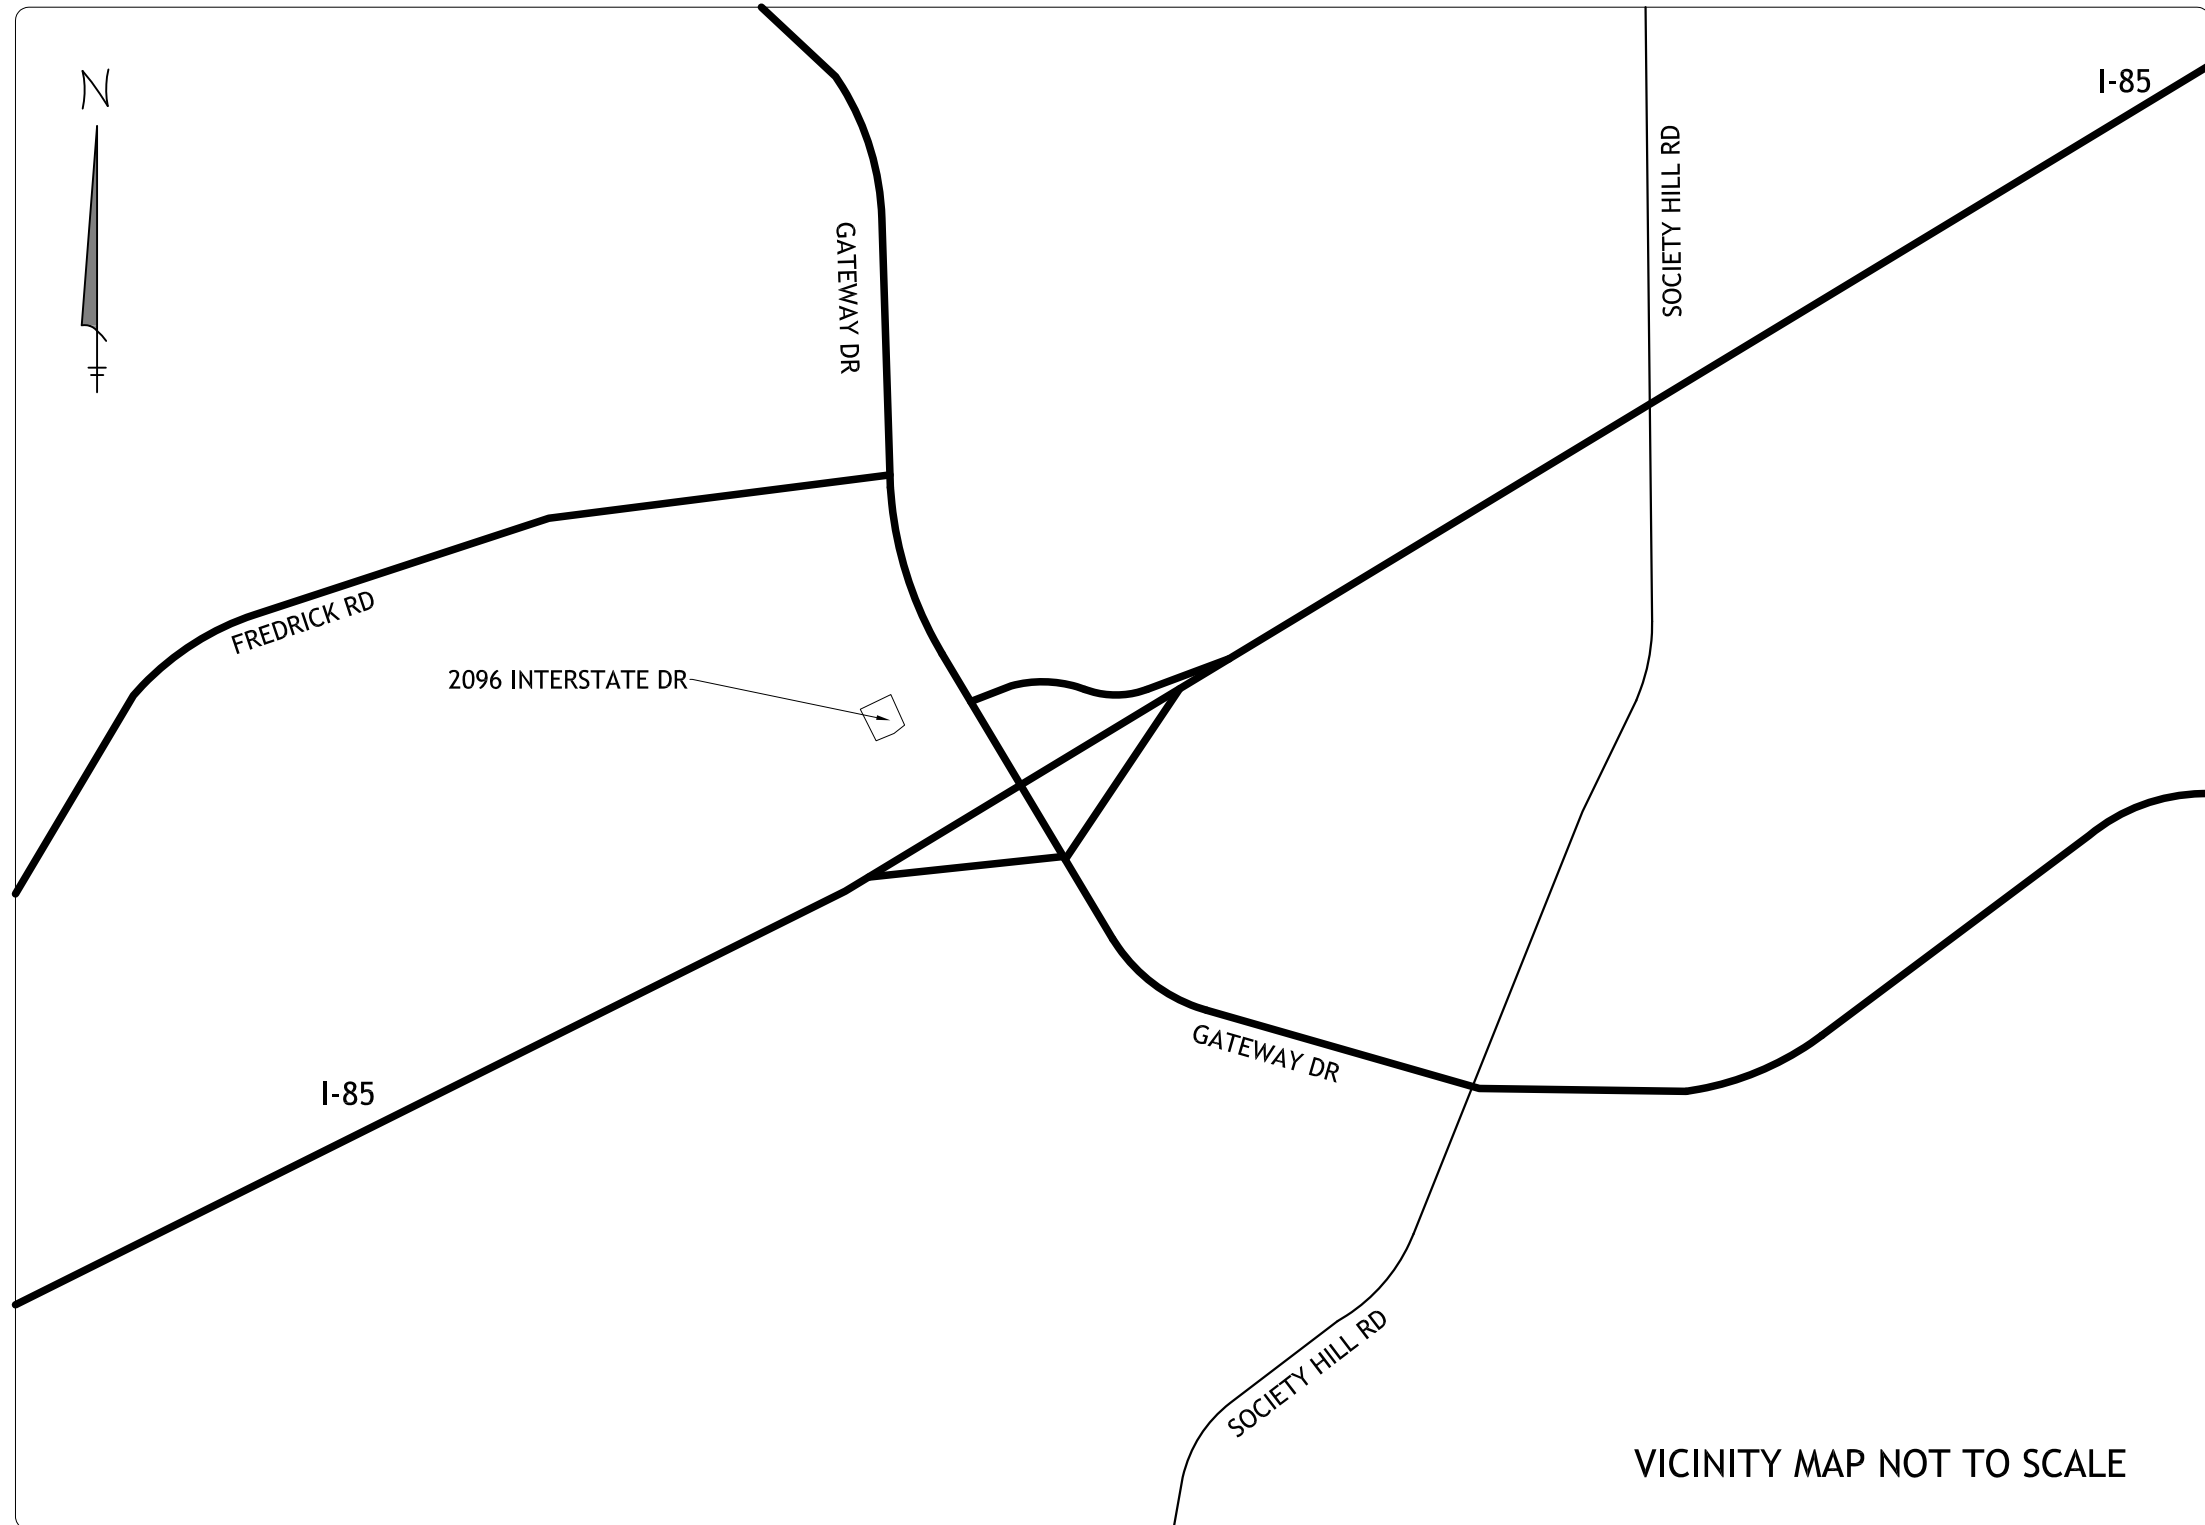 N
I-85
SOCIETY HILL RD
GATEWAY DR
FREDRICK RD
2096 INTERSTATE DR
GATEWAY DR
I-85
SOCIETY HILL RD
VICINITY MAP NOT TO SCALE